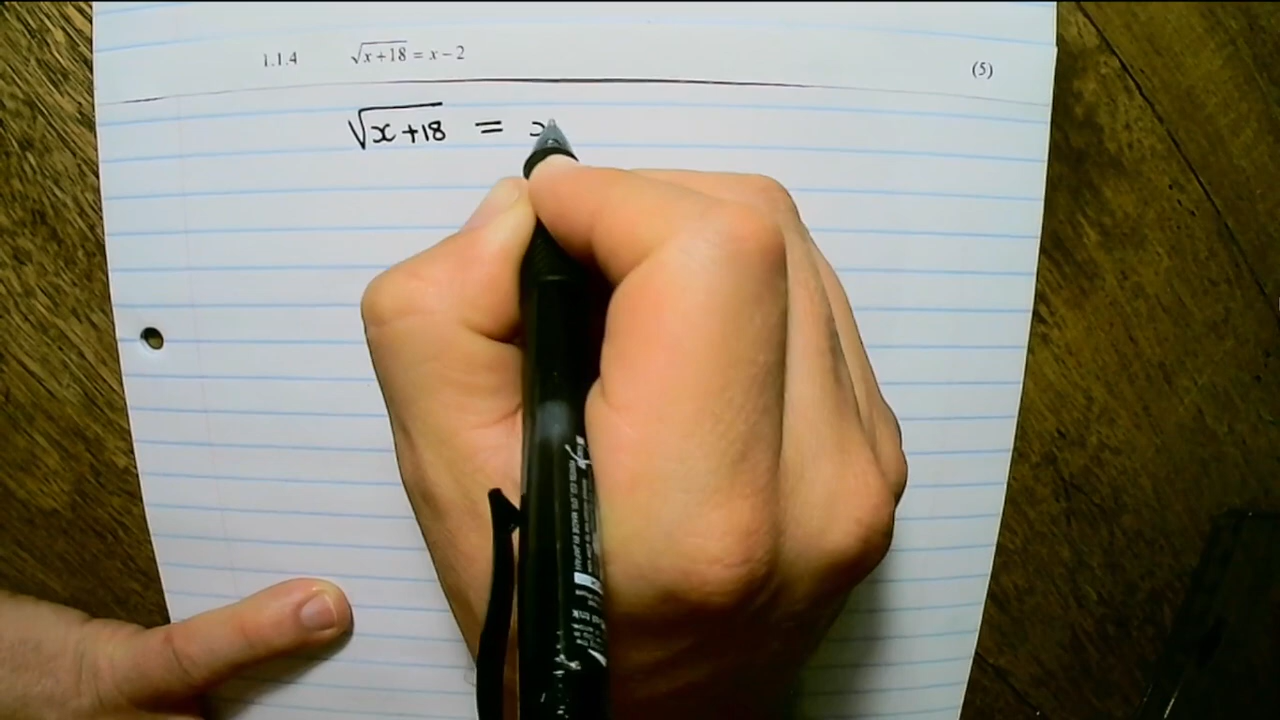 1.1.4 √x+18 = x − 2 (5)
√x+18 = x